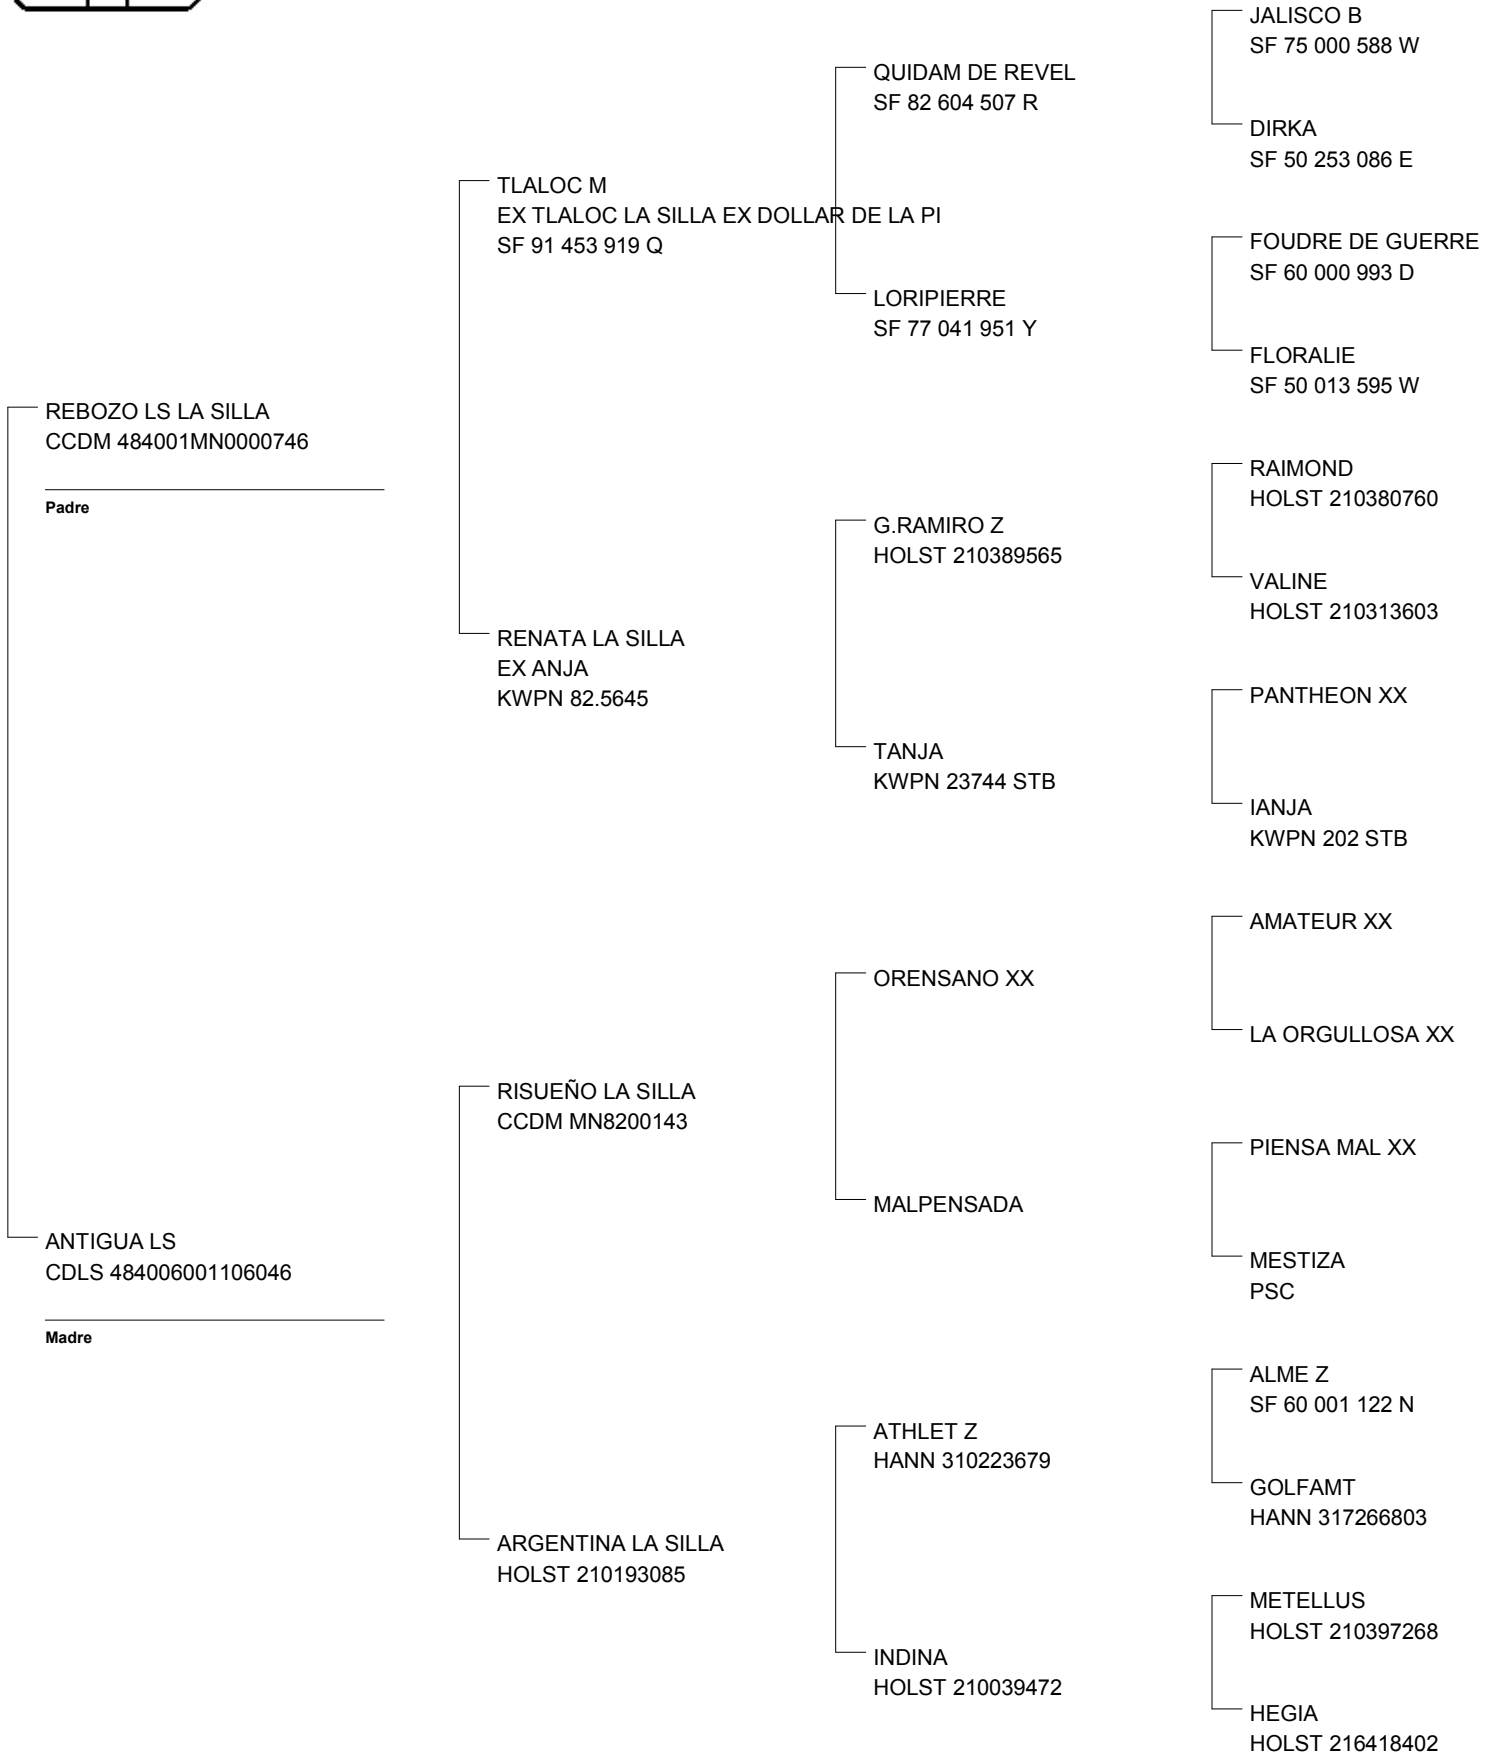 JALISCO B
SF 75 000 588 W
QUIDAM DE REVEL
SF 82 604 507 R
DIRKA
SF 50 253 086 E
TLALOC M
EX TLALOC LA SILLA EX DOLLAR DE LA PI
SF 91 453 919 Q
FOUDRE DE GUERRE
SF 60 000 993 D
LORIPIERRE
SF 77 041 951 Y
FLORALIE
SF 50 013 595 W
REBOZO LS LA SILLA
CCDM 484001MN0000746
Padre
RAIMOND
HOLST 210380760
G.RAMIRO Z
HOLST 210389565
VALINE
HOLST 210313603
RENATA LA SILLA
EX ANJA
KWPN 82.5645
PANTHEON XX
TANJA
KWPN 23744 STB
IANJA
KWPN 202 STB
AMATEUR XX
ORENSANO XX
LA ORGULLOSA XX
RISUEÑO LA SILLA
CCDM MN8200143
PIENSA MAL XX
MALPENSADA
MESTIZA
PSC
ANTIGUA LS
CDLS 484006001106046
Madre
ALME Z
SF 60 001 122 N
ATHLET Z
HANN 310223679
GOLFAMT
HANN 317266803
ARGENTINA LA SILLA
HOLST 210193085
METELLUS
HOLST 210397268
INDINA
HOLST 210039472
HEGIA
HOLST 216418402